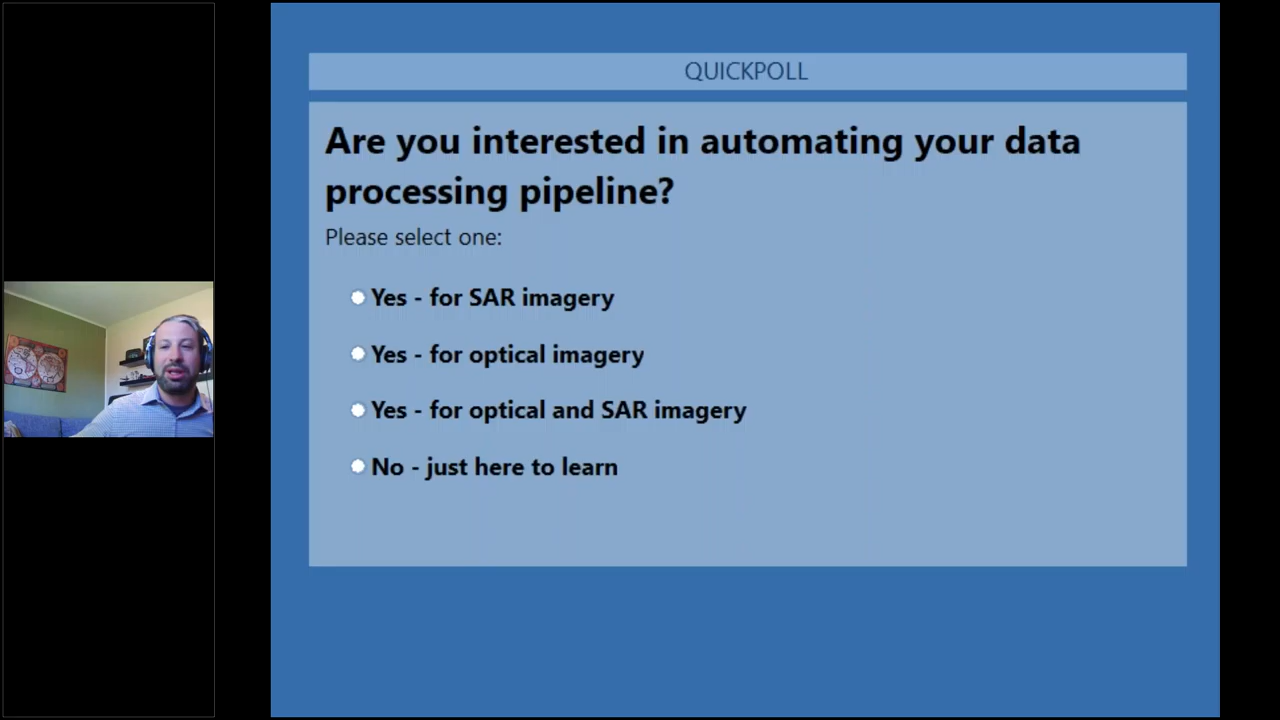 QUICKPOLL
Are you interested in automating your data
processing pipeline?
Please select one:
Yes - for SAR imagery
Yes - for optical imagery
Yes - for optical and SAR imagery
No - just here to learn